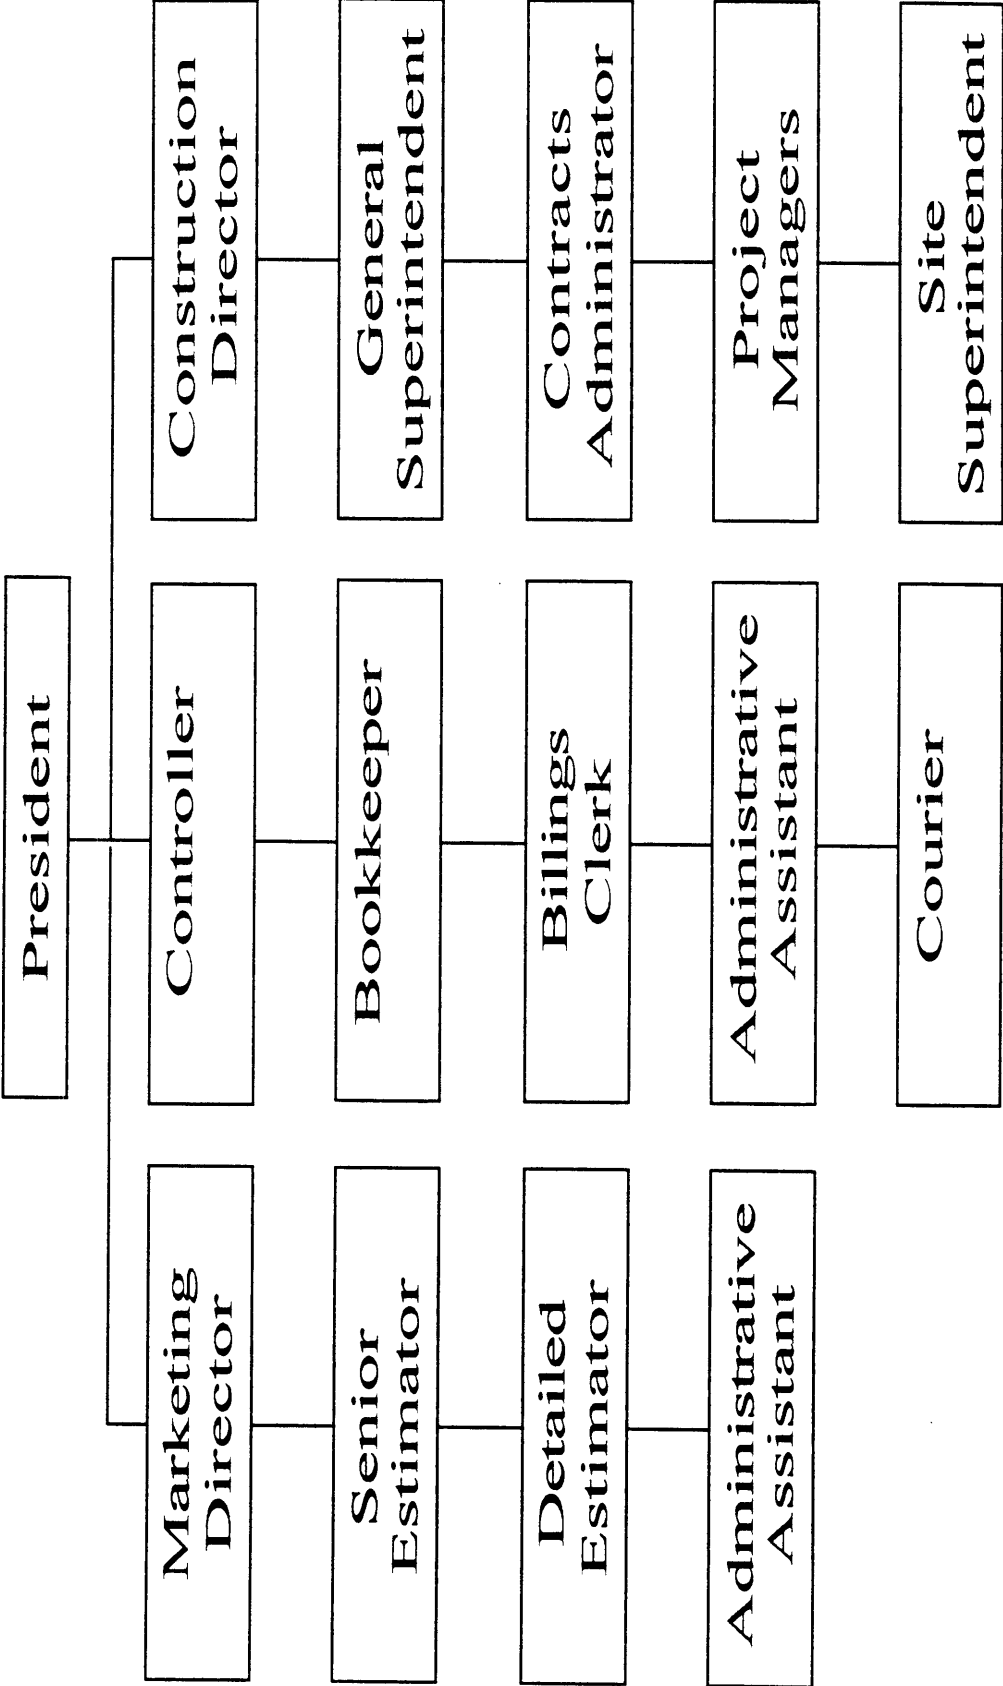 President
Marketing
Director
Controller
Construction
Director
Senior
Estimator
Bookkeeper
General
Superintendent
Detailed
Estimator
Billings
Clerk
Contracts
Administrator
Administrative
Assistant
Administrative
Assistant
Project
Managers
Courier
Site
Superintendent